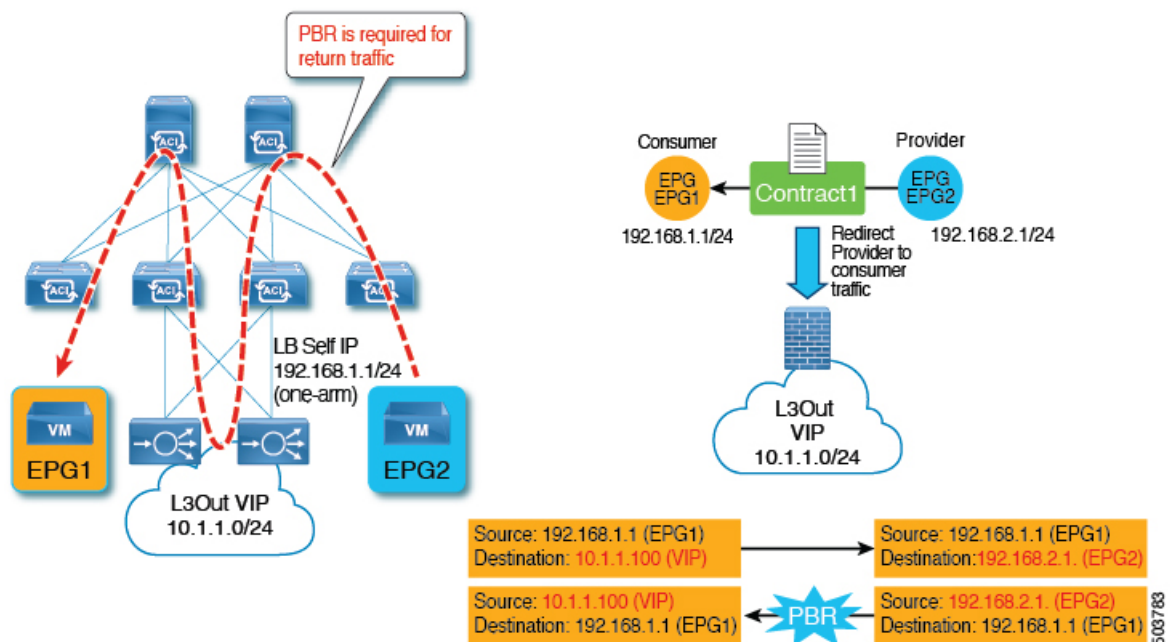 PBR is required for
return traffic
ACI
ACI
ACI
ACI
ACI
ACI
LB Self IP
192.168.1.1/24
(one-arm)
VM
EPG1
VM
EPG2
L3Out VIP
10.1.1.0/24
Consumer
Provider
EPG
EPG1
Contract1
EPG
EPG2
192.168.1.1/24
192.168.2.1/24
Redirect
Provider to
consumer
traffic
L3Out
VIP
10.1.1.0/24
Source: 192.168.1.1 (EPG1)
Destination: 10.1.1.100 (VIP)
Source: 192.168.1.1 (EPG1)
Destination:192.168.2.1. (EPG2)
Source: 10.1.1.100 (VIP)
Destination: 192.168.1.1 (EPG1)
PBR
Source: 192.168.2.1. (EPG2)
Destination: 192.168.1.1 (EPG1)
503783